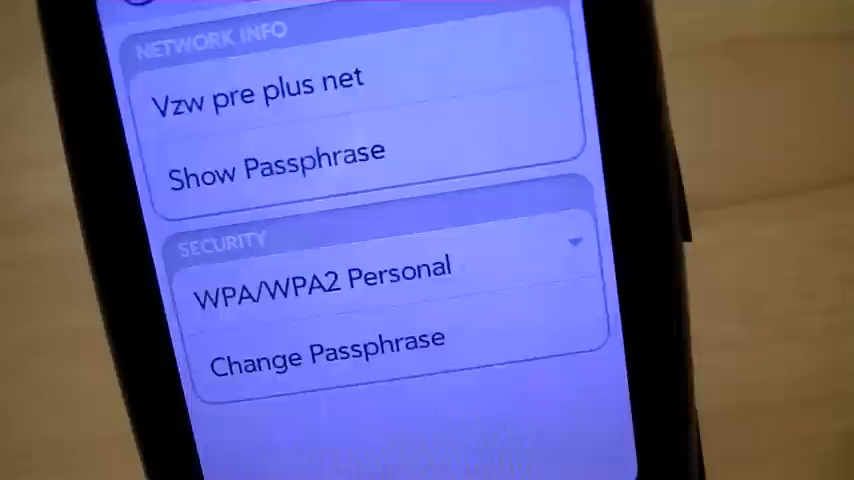 NETWORK INFO
Vzw pre plus net
Show Passphrase
SECURITY
WPA/WPA2 Personal
Change Passphrase